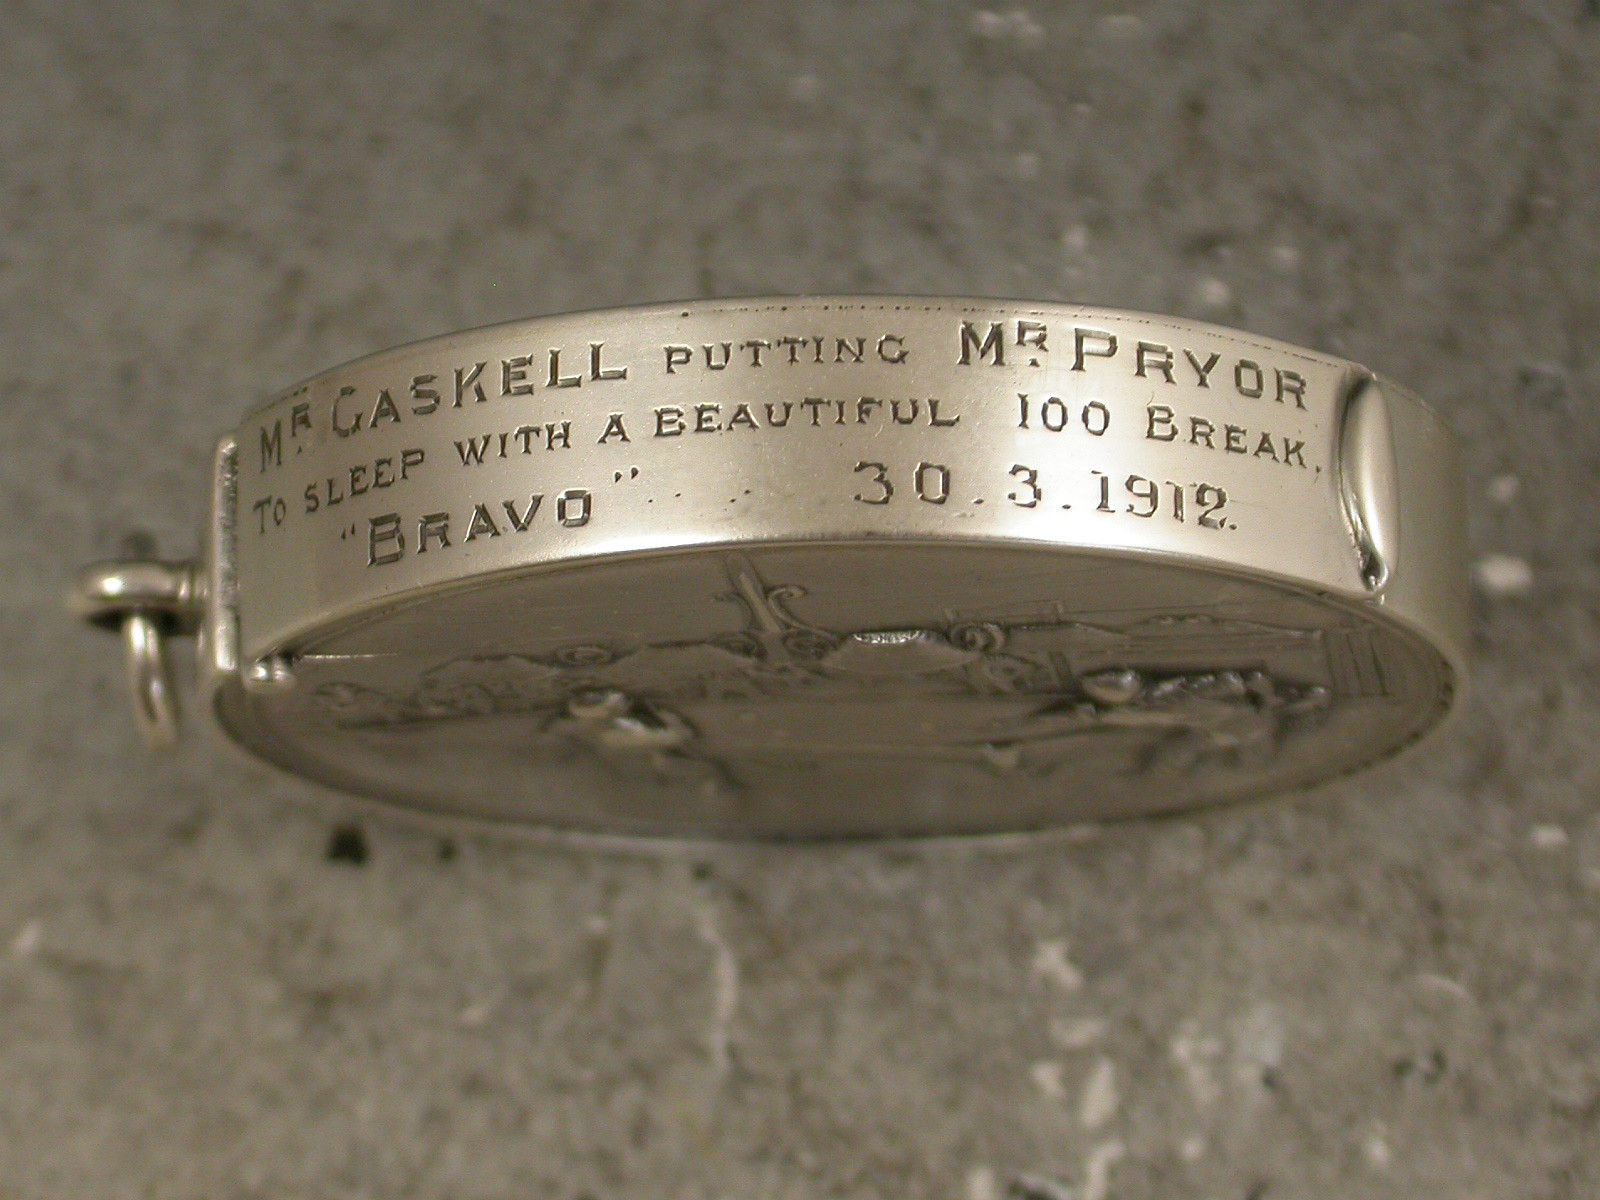 MR GASKELL PUTTING MR PRYOR
TO SLEEP WITH A BEAUTIFUL 100 BREAK.
"BRAVO" 30.3.1912.